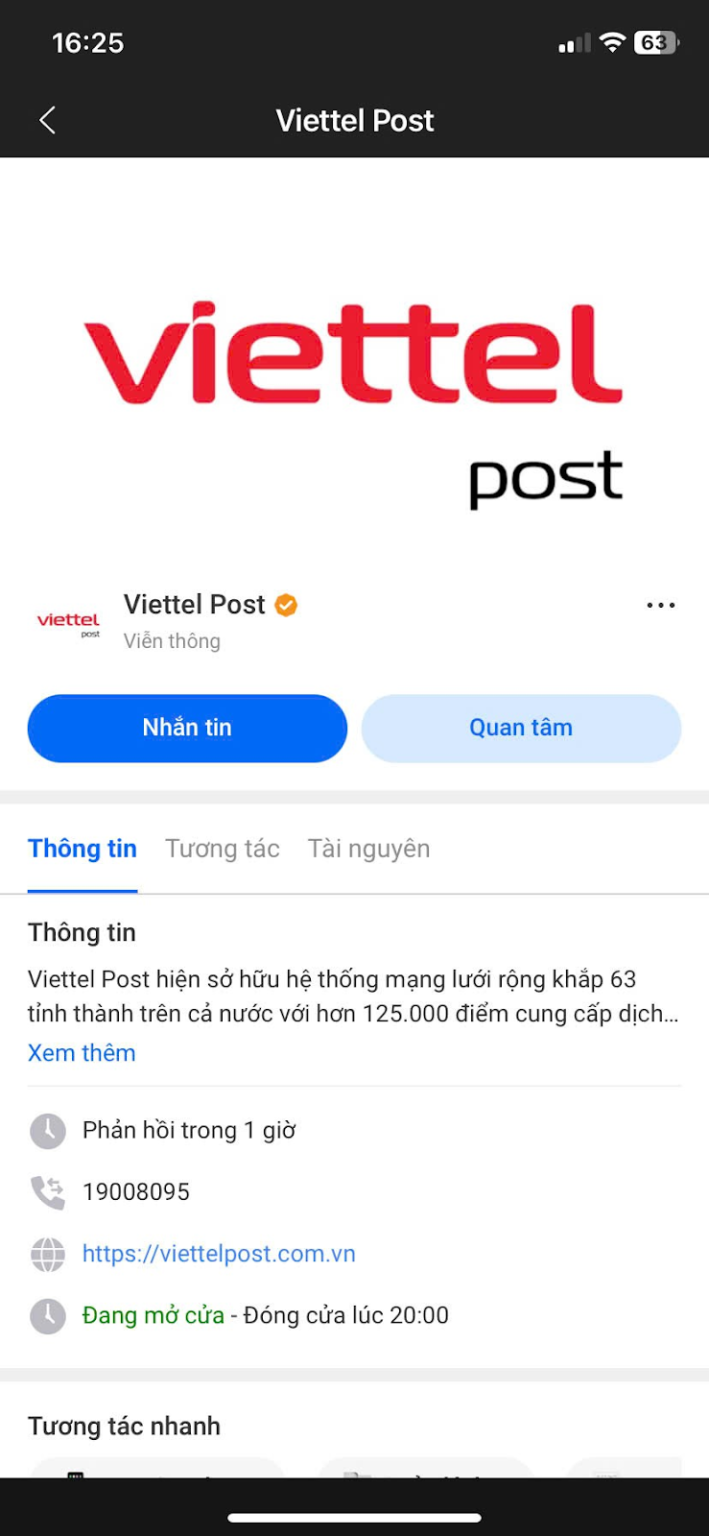 16:25
63
Viettel Post
viettel
post
Viettel Post
viettel
post
Viễn thông
Nhắn tin
Quan tâm
Thông tin
Tương tác
Tài nguyên
Thông tin
Viettel Post hiện sở hữu hệ thống mạng lưới rộng khắp 63
tỉnh thành trên cả nước với hơn 125.000 điểm cung cấp dịch...
Xem thêm
Phản hồi trong 1 giờ
19008095
https://viettelpost.com.vn
Đang mở cửa - Đóng cửa lúc 20:00
Tương tác nhanh